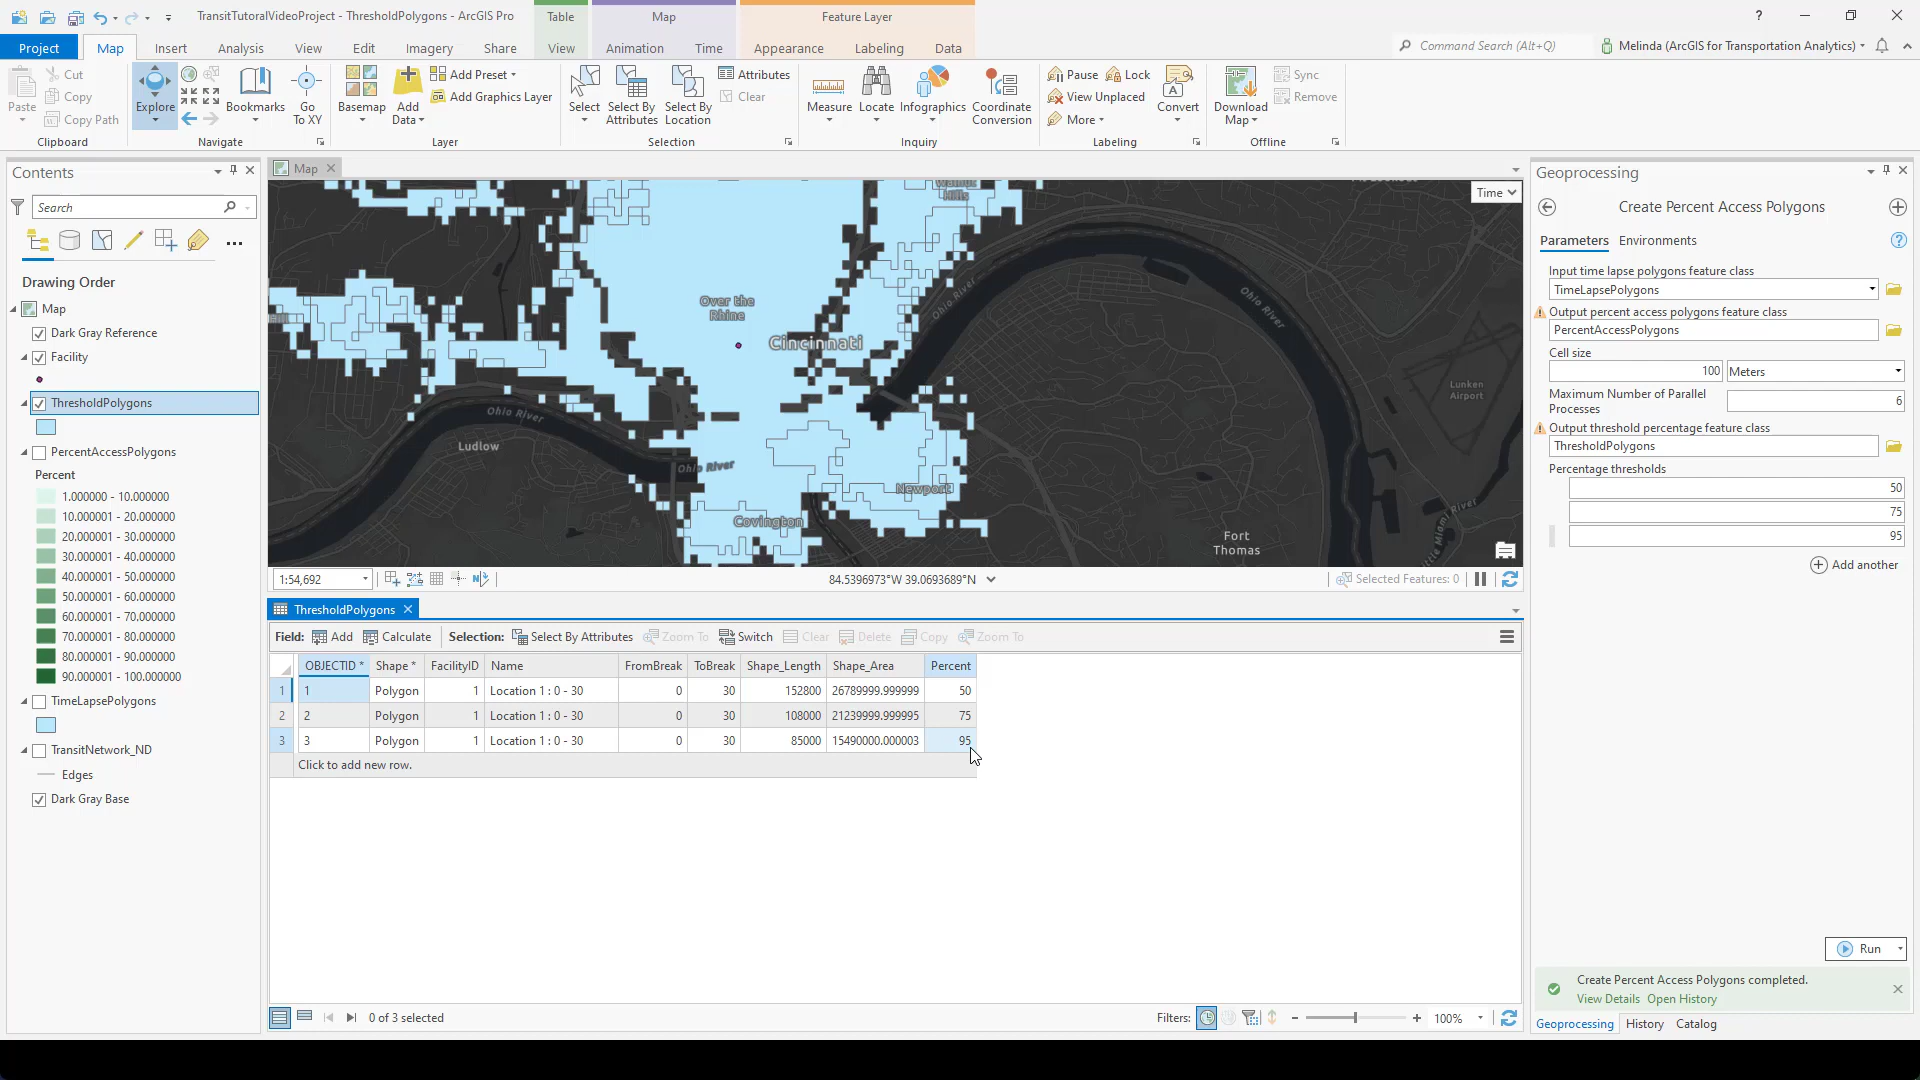 TransitTutoralVideoProject - ThresholdPolygons - ArcGIS Pro
Table
Map
Feature Layer
?
Project
Map
Insert
Analysis
View
Edit
Imagery
Share
View
Animation
Time
Appearance
Labeling
Data
Command Search (Alt+Q)
Melinda (ArcGIS for Transportation Analytics)
Paste
Cut
Copy
Copy Path
Clipboard
Explore
Bookmarks
Go
To XY
Navigate
Basemap
Add
Data
Add Preset
Add Graphics Layer
Layer
Select
Select By
Attributes
Select By
Location
Attributes
Clear
Selection
Measure
Locate
Infographics
Coordinate
Conversion
Inquiry
Pause
Lock
View Unplaced
More
Convert
Labeling
Download
Map
Sync
Remove
Offline
Contents
Search
Drawing Order
Map
Dark Gray Reference
Facility
ThresholdPolygons
PercentAccessPolygons
Percent
1.000000 - 10.000000
10.000001 - 20.000000
20.000001 - 30.000000
30.000001 - 40.000000
40.000001 - 50.000000
50.000001 - 60.000000
60.000001 - 70.000000
70.000001 - 80.000000
80.000001 - 90.000000
90.000001 - 100.000000
TimeLapsePolygons
TransitNetwork_ND
Edges
Dark Gray Base
Map
Time
Walnut
Hills
Over the
Rhine
Cincinnati
Ohio River
Ohio River
Ohio River
Ohio River
Ludlow
Newport
Covington
Lunken
Airport
Fort
Thomas
Little Miami River
1:54,692
84.5396973°W 39.0693689°N
Selected Features: 0
ThresholdPolygons
Field:
Add
Calculate
Selection:
Select By Attributes
Zoom To
Switch
Clear
Delete
Copy
Zoom To
OBJECTID * Shape * FacilityID Name FromBreak ToBreak Shape_Length Shape_Area Percent
1 1 Polygon 1 Location 1 : 0 - 30 0 30 152800 26789999.999999 50
2 2 Polygon 1 Location 1 : 0 - 30 0 30 108000 21239999.999995 75
3 3 Polygon 1 Location 1 : 0 - 30 0 30 85000 15490000.000003 95
Click to add new row.
0 of 3 selected
Filters:
100%
Geoprocessing
Create Percent Access Polygons
Parameters
Environments
Input time lapse polygons feature class
TimeLapsePolygons
Output percent access polygons feature class
PercentAccessPolygons
Cell size
100 Meters
Maximum Number of Parallel
Processes
6
Output threshold percentage feature class
ThresholdPolygons
Percentage thresholds
50
75
95
Add another
Run
Create Percent Access Polygons completed.
View Details Open History
Geoprocessing
History
Catalog